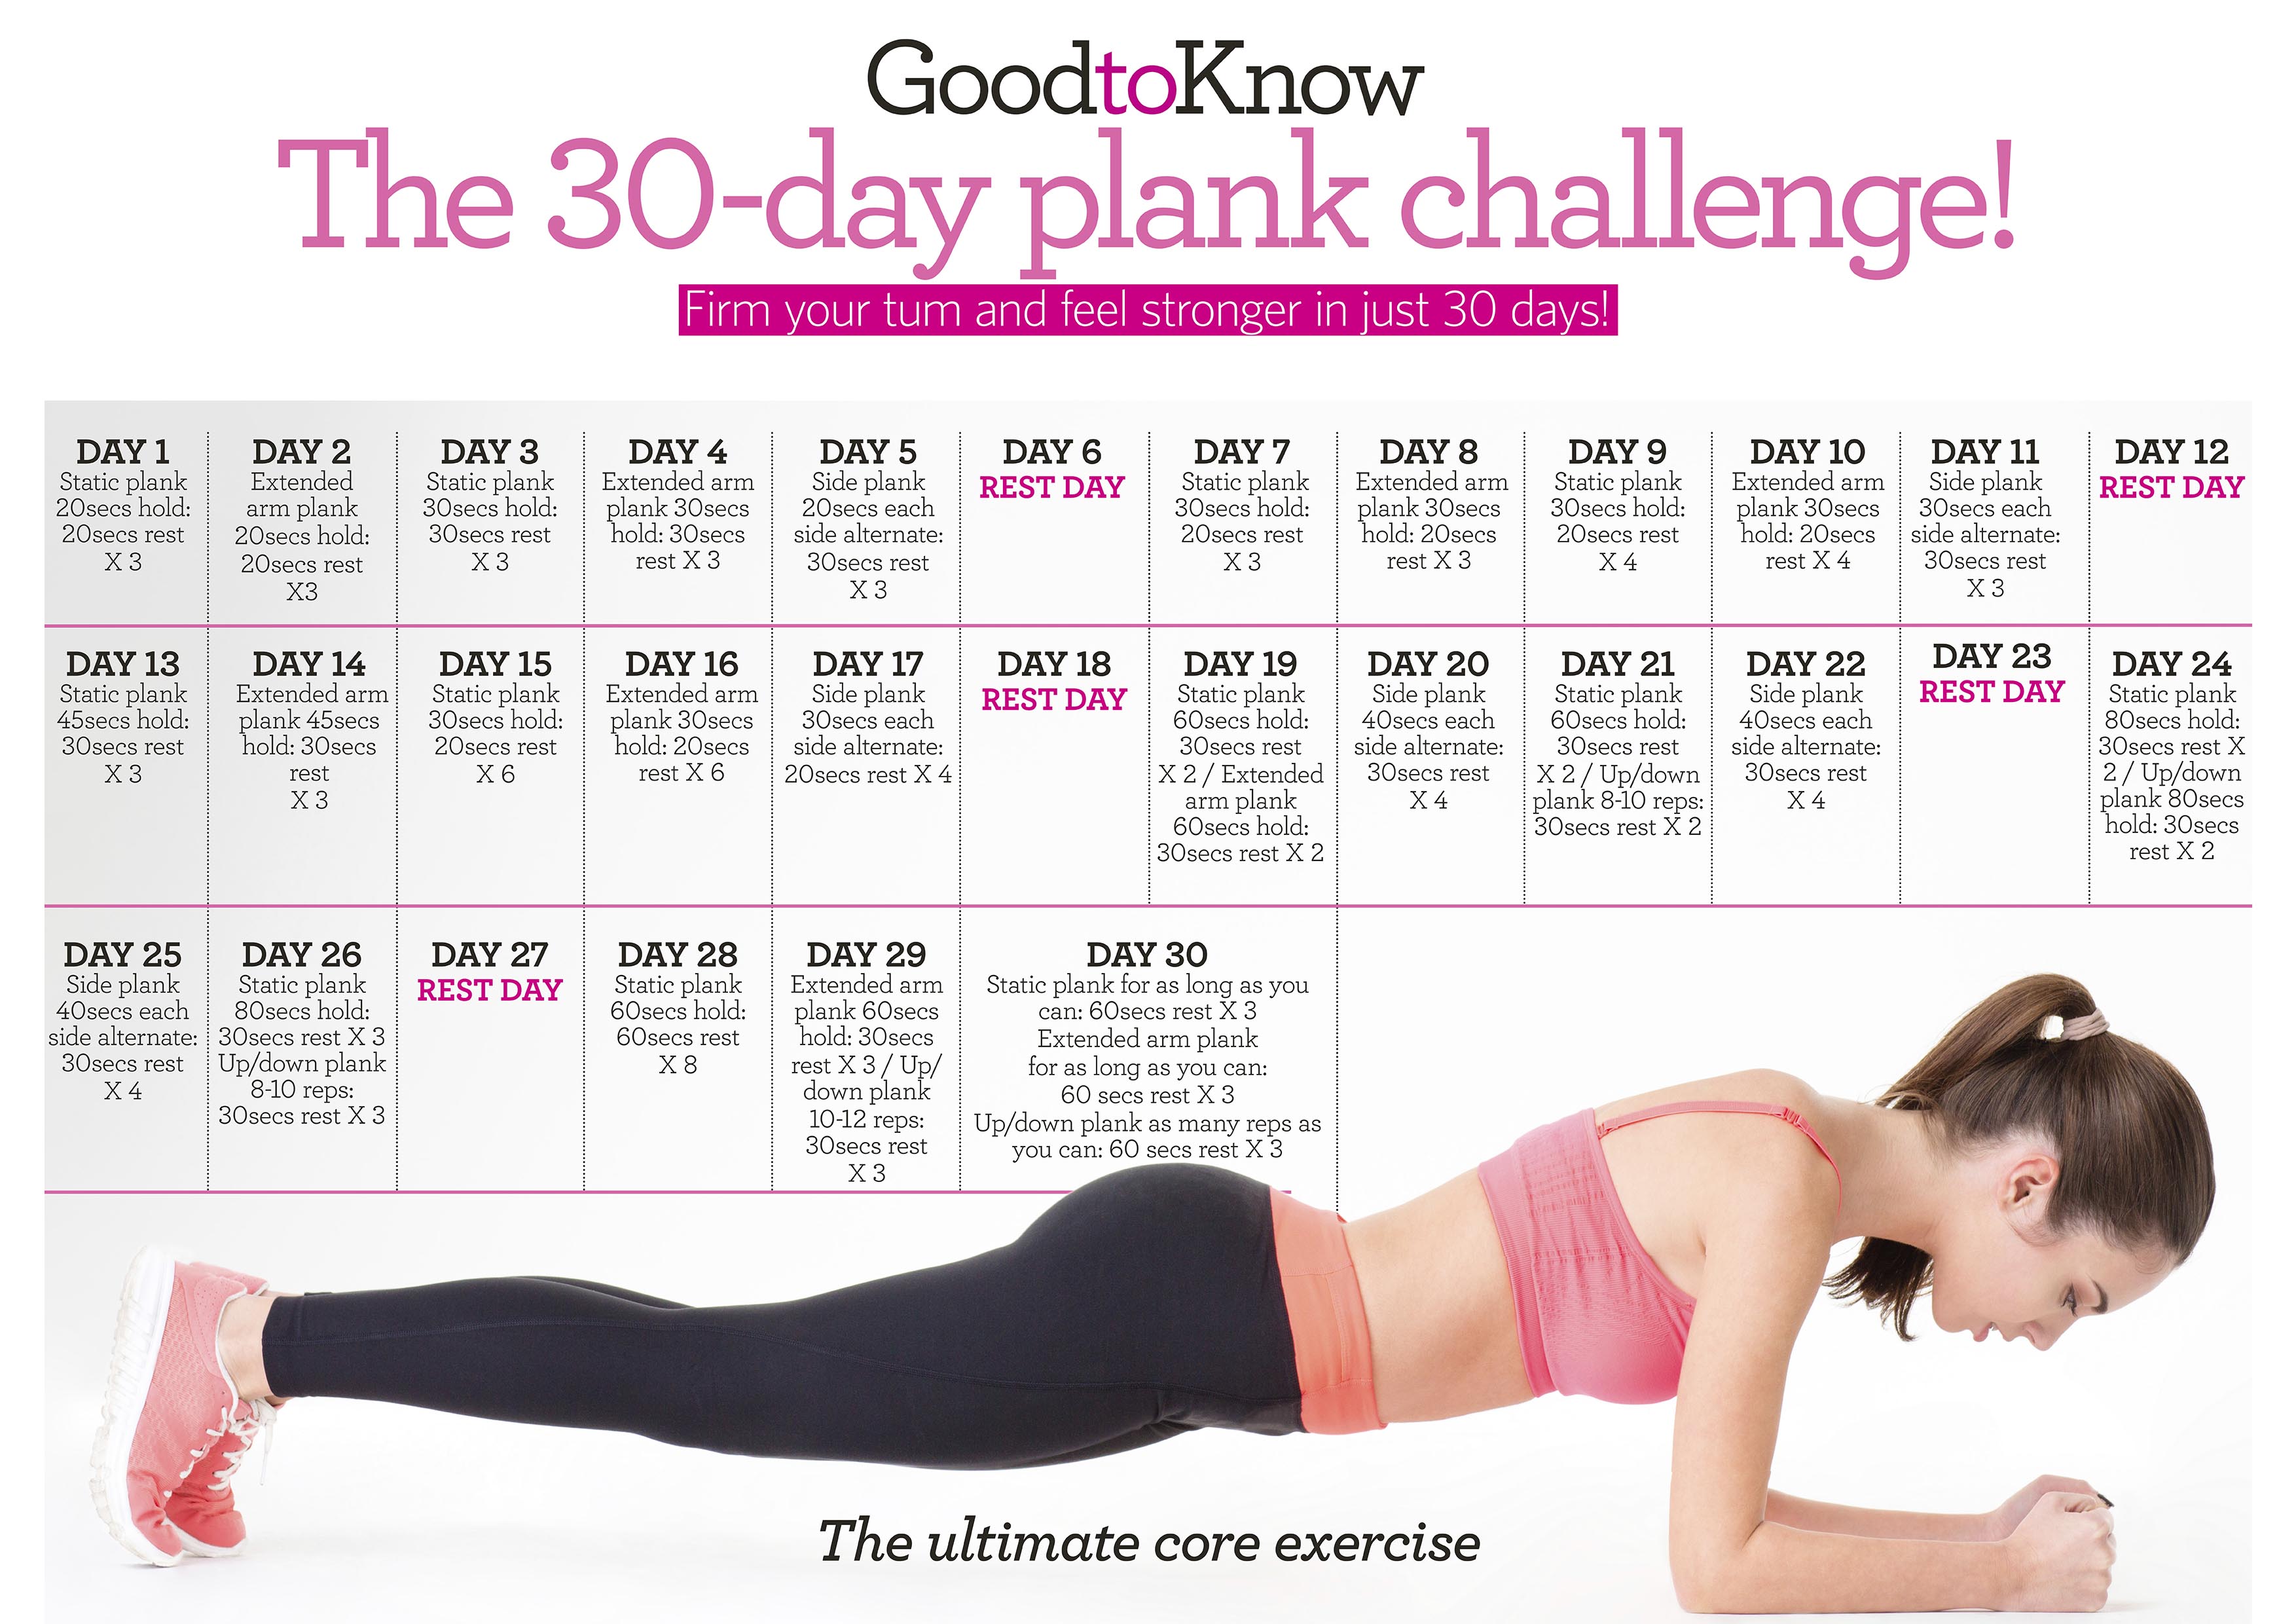 GoodtoKnow
The 30-day plank challenge!
Firm your tum and feel stronger in just 30 days!
DAY 1
Static plank
20secs hold:
20secs rest
X 3
DAY 2
Extended
arm plank
20secs hold:
20secs rest
X3
DAY 3
Static plank
30secs hold:
30secs rest
X 3
DAY 4
Extended arm
plank 30secs
hold: 30secs
rest X 3
DAY 5
Side plank
20secs each
side alternate:
30secs rest
X 3
DAY 6
REST DAY
DAY 7
Static plank
30secs hold:
20secs rest
X 3
DAY 8
Extended arm
plank 30secs
hold: 20secs
rest X 3
DAY 9
Static plank
30secs hold:
20secs rest
X 4
DAY 10
Extended arm
plank 30secs
hold: 20secs
rest X 4
DAY 11
Side plank
30secs each
side alternate:
30secs rest
X 3
DAY 12
REST DAY
DAY 13
Static plank
45secs hold:
30secs rest
X 3
DAY 14
Extended arm
plank 45secs
hold: 30secs
rest
X 3
DAY 15
Static plank
30secs hold:
20secs rest
X 6
DAY 16
Extended arm
plank 30secs
hold: 20secs
rest X 6
DAY 17
Side plank
30secs each
side alternate:
20secs rest X 4
DAY 18
REST DAY
DAY 19
Static plank
60secs hold:
30secs rest
X 2 / Extended
arm plank
60secs hold:
30secs rest X 2
DAY 20
Side plank
40secs each
side alternate:
30secs rest
X 4
DAY 21
Static plank
60secs hold:
30secs rest
X 2 / Up/down
plank 8-10 reps:
30secs rest X 2
DAY 22
Side plank
40secs each
side alternate:
30secs rest
X 4
DAY 23
REST DAY
DAY 24
Static plank
80secs hold:
30secs rest X
2 / Up/down
plank 80secs
hold: 30secs
rest X 2
DAY 25
Side plank
40secs each
side alternate:
30secs rest
X 4
DAY 26
Static plank
80secs hold:
30secs rest X 3
Up/down plank
8-10 reps:
30secs rest X 3
DAY 27
REST DAY
DAY 28
Static plank
60secs hold:
60secs rest
X 8
DAY 29
Extended arm
plank 60secs
hold: 30secs
rest X 3 / Up/
down plank
10-12 reps:
30secs rest
X 3
DAY 30
Static plank for as long as you
can: 60secs rest X 3
Extended arm plank
for as long as you can:
60 secs rest X 3
Up/down plank as many reps as
you can: 60 secs rest X 3
The ultimate core exercise